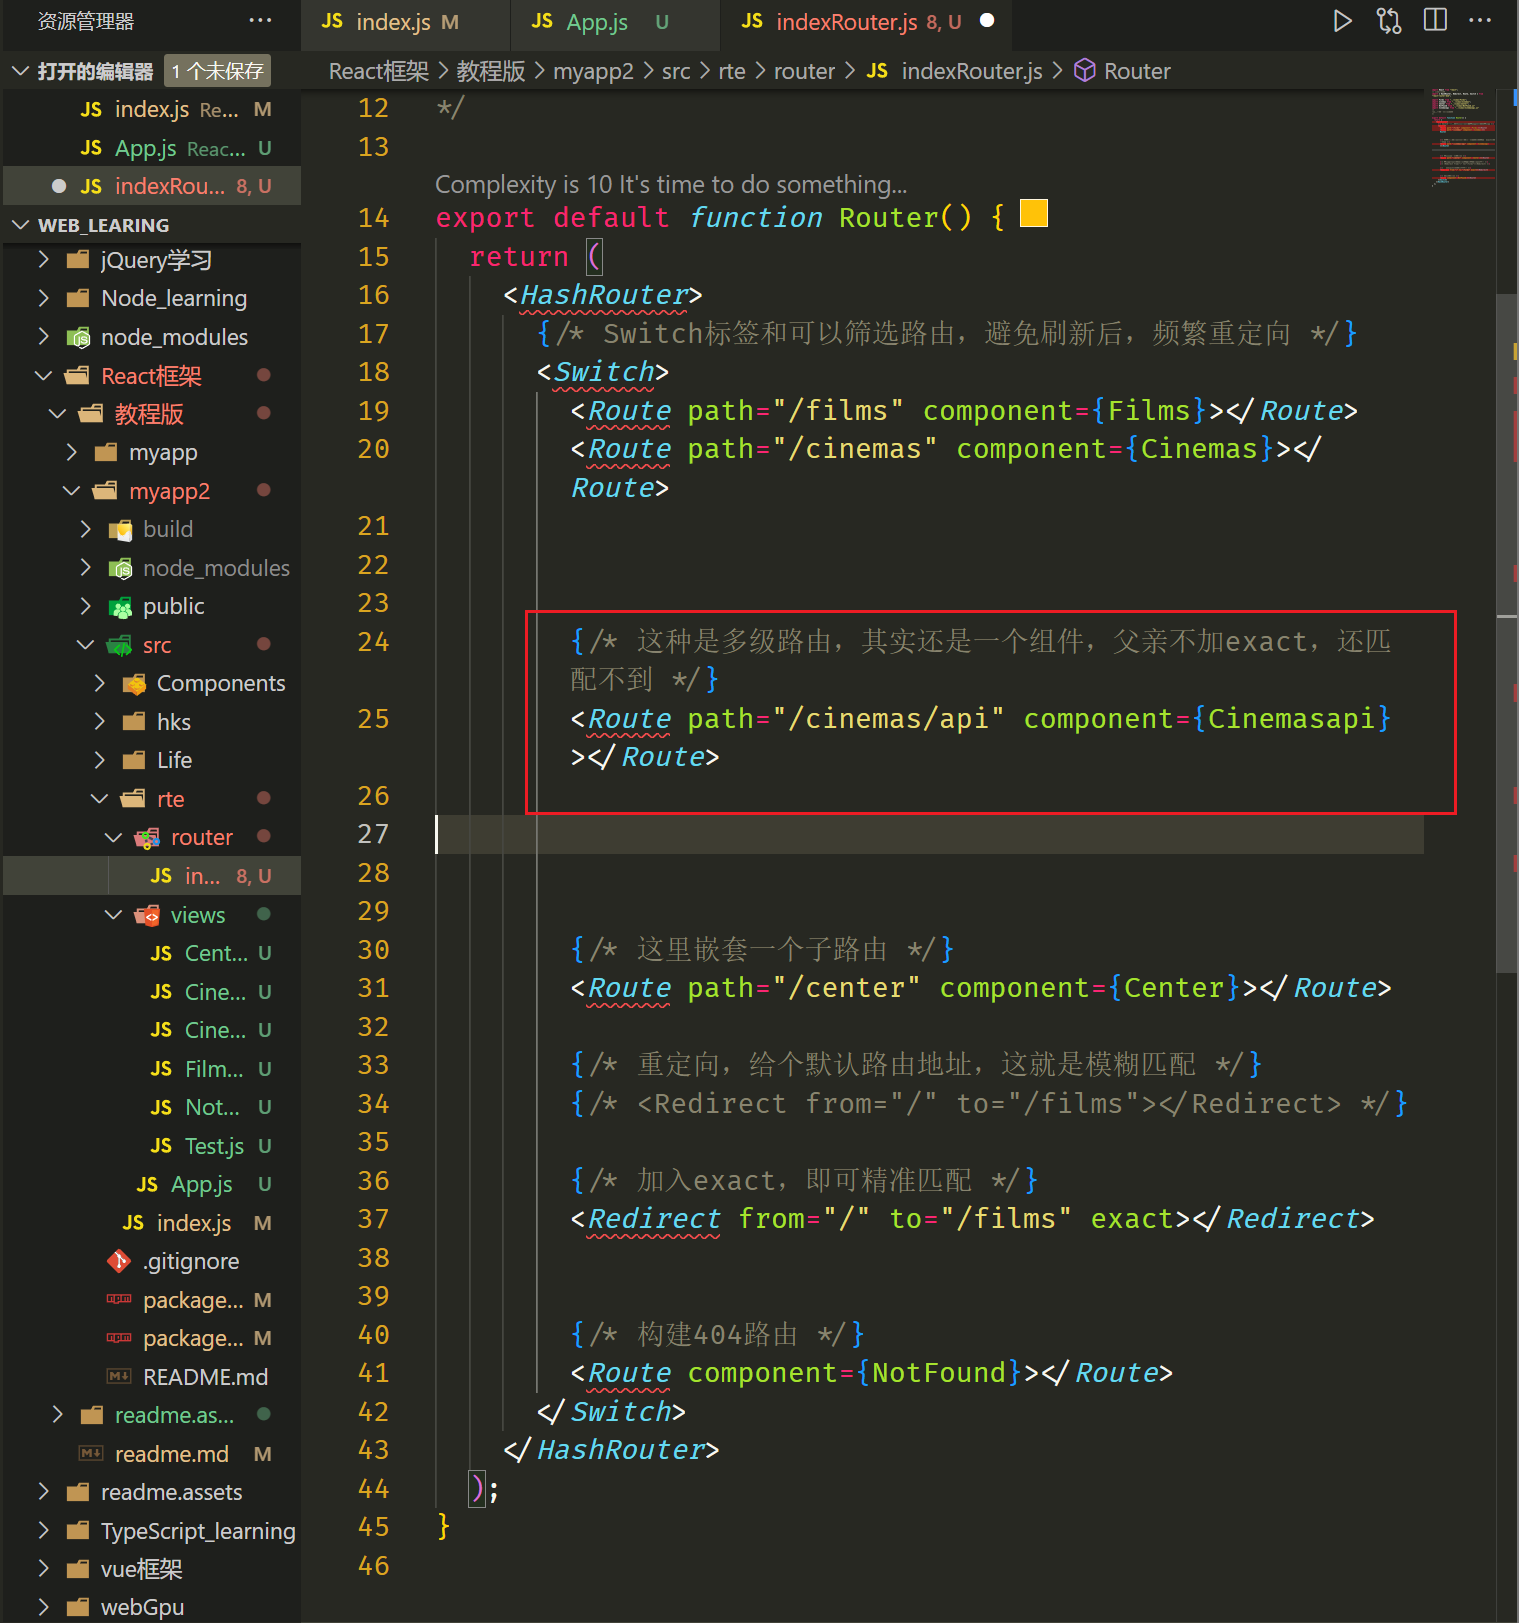 资源管理器 ···
打开的编辑器 1 个未保存
JS index.js Re... M
JS App.js Reac... U
JS indexRou... 8, U
WEB_LEARING
jQuery学习
Node_learning
node_modules
React框架
教程版
myapp
myapp2
build
node_modules
public
src
Components
hks
Life
rte
router
JS in... 8, U
views
JS Cent... U
JS Cine... U
JS Cine... U
JS Film... U
JS Not... U
JS Test.js U
JS App.js U
JS index.js M
.gitignore
package... M
package... M
README.md
readme.as...
readme.md M
readme.assets
TypeScript_learning
vue框架
webGpu
JS index.js M JS App.js U JS indexRouter.js 8, U
React框架 > 教程版 > myapp2 > src > rte > router > JS indexRouter.js > Router
12 */
13
Complexity is 10 It's time to do something...
14 export default function Router() {
15 return (
16 <HashRouter>
17 {/* Switch标签和可以筛选路由，避免刷新后，频繁重定向 */}
18 <Switch>
19 <Route path="/films" component={Films}></Route>
20 <Route path="/cinemas" component={Cinemas}></
Route>
21
22
23
24 {/* 这种是多级路由，其实还是一个组件，父亲不加exact，还匹
配不到 */}
25 <Route path="/cinemas/api" component={Cinemasapi}
></Route>
26
27
28
29
30 {/* 这里嵌套一个子路由 */}
31 <Route path="/center" component={Center}></Route>
32
33 {/* 重定向，给个默认路由地址，这就是模糊匹配 */}
34 {/* <Redirect from="/" to="/films"></Redirect> */}
35
36 {/* 加入exact，即可精准匹配 */}
37 <Redirect from="/" to="/films" exact></Redirect>
38
39
40 {/* 构建404路由 */}
41 <Route component={NotFound}></Route>
42 </Switch>
43 </HashRouter>
44 );
45 }
46